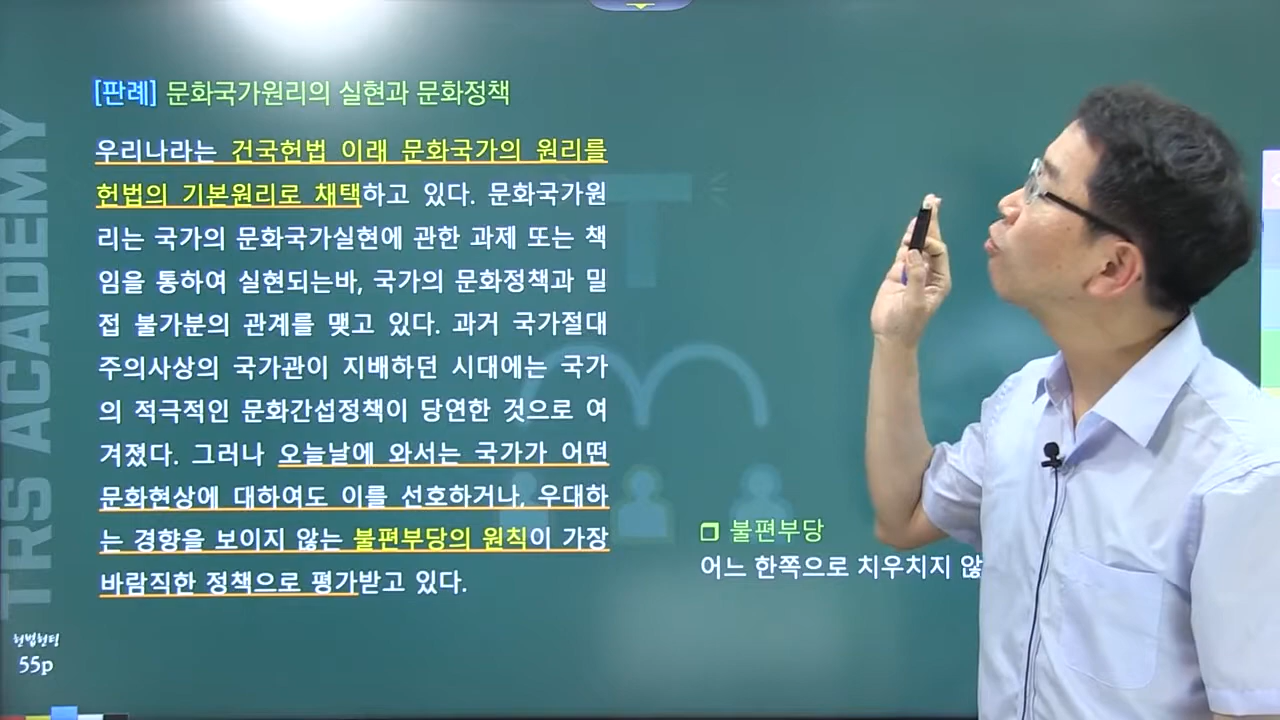 [판례] 문화국가원리의 실현과 문화정책
우리나라는 건국헌법 이래 문화국가의 원리를
헌법의 기본원리로 채택하고 있다. 문화국가원
리는 국가의 문화국가실현에 관한 과제 또는 책
임을 통하여 실현되는바, 국가의 문화정책과 밀
접 불가분의 관계를 맺고 있다. 과거 국가절대
주의사상의 국가관이 지배하던 시대에는 국가
의 적극적인 문화간섭정책이 당연한 것으로 여
겨졌다. 그러나 오늘날에 와서는 국가가 어떤
문화현상에 대하여도 이를 선호하거나, 우대하
는 경향을 보이지 않는 불편부당의 원칙이 가장
바람직한 정책으로 평가받고 있다.
불편부당
어느 한쪽으로 치우치지 않
TRS ACADEMY
헌법헌팅
55p